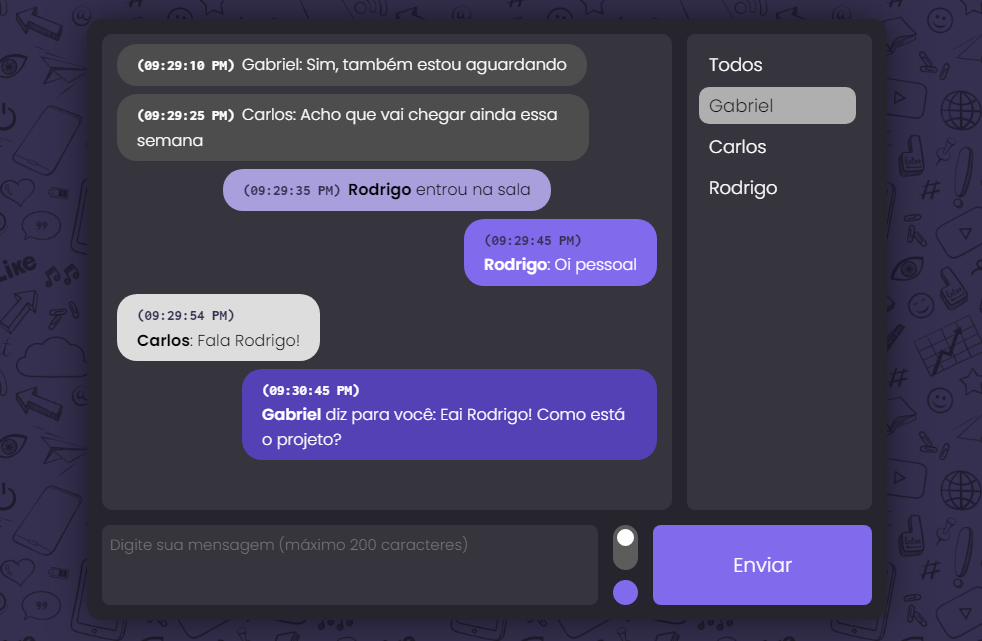 (09:29:10 PM) Gabriel: Sim, também estou aguardando
(09:29:25 PM) Carlos: Acho que vai chegar ainda essa
semana
(09:29:35 PM) Rodrigo entrou na sala
(09:29:45 PM)
Rodrigo: Oi pessoal
(09:29:54 PM)
Carlos: Fala Rodrigo!
(09:30:45 PM)
Gabriel diz para você: Eai Rodrigo! Como está
o projeto?
Todos
Gabriel
Carlos
Rodrigo
Digite sua mensagem (máximo 200 caracteres)
Enviar
Like